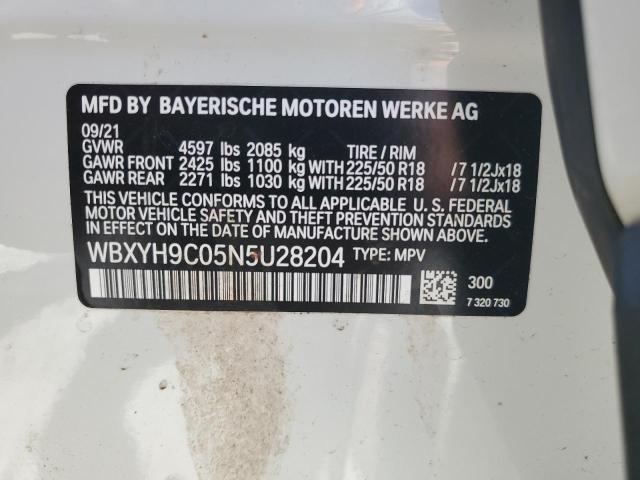 MFD BY BAYERISCHE MOTOREN WERKE AG
09/21
GVWR 4597 lbs 2085 kg TIRE / RIM
GAWR FRONT 2425 lbs 1100 kg WITH 225/50 R18 /7 1/2Jx18
GAWR REAR 2271 lbs 1030 kg WITH 225/50 R18 /7 1/2Jx18
THIS VEHICLE CONFORMS TO ALL APPLICABLE U. S. FEDERAL
MOTOR VEHICLE SAFETY AND THEFT PREVENTION STANDARDS
IN EFFECT ON THE DATE OF MANUFACTURE SHOWN ABOVE.
WBXYH9C05N5U28204 TYPE: MPV
300
7 320 730